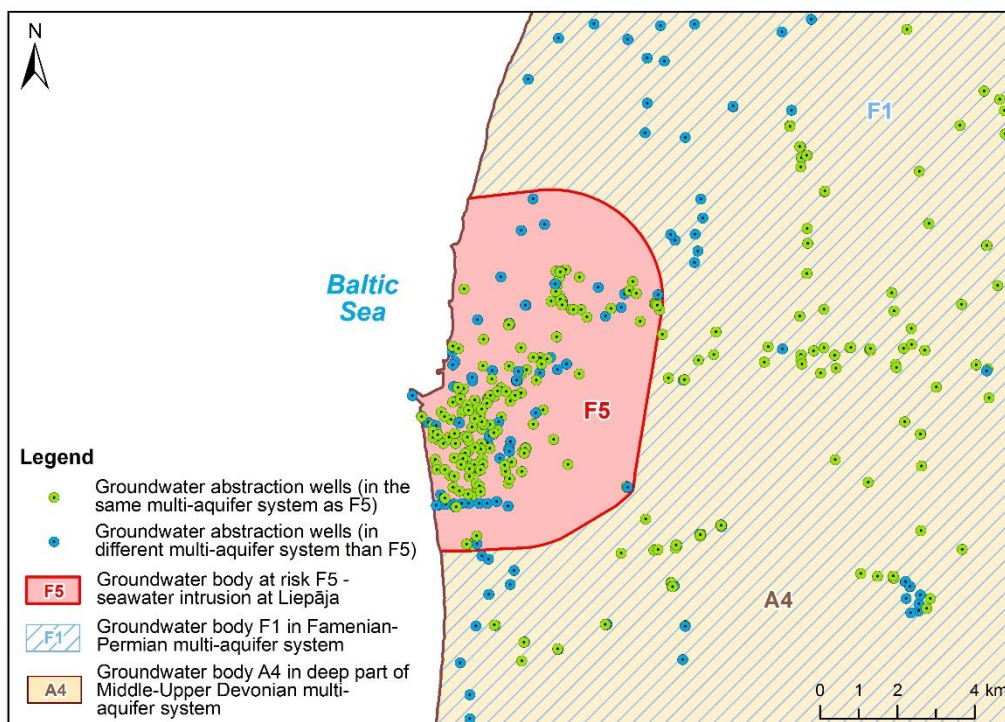 N
F1
Baltic
Sea
F5
A4
Legend
Groundwater abstraction wells (in the
same multi-aquifer system as F5)
Groundwater abstraction wells (in
different multi-aquifer system than F5)
F5
Groundwater body at risk F5 -
seawater intrusion at Liepāja
F1
Groundwater body F1 in Famenian-
Permian multi-aquifer system
A4
Groundwater body A4 in deep part of
Middle-Upper Devonian multi-
aquifer system
0 1 2 4 km